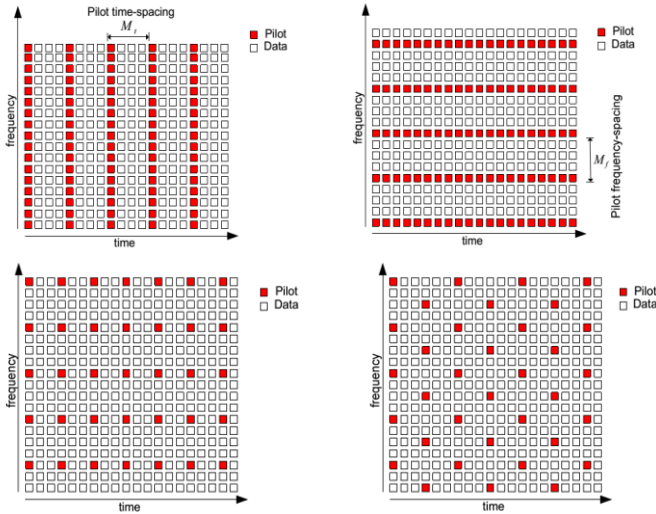 Pilot time-spacing
M_t
Pilot
Data
frequency
time
Pilot
Data
frequency
M_f
Pilot frequency-spacing
time
Pilot
Data
frequency
time
Pilot
Data
frequency
time